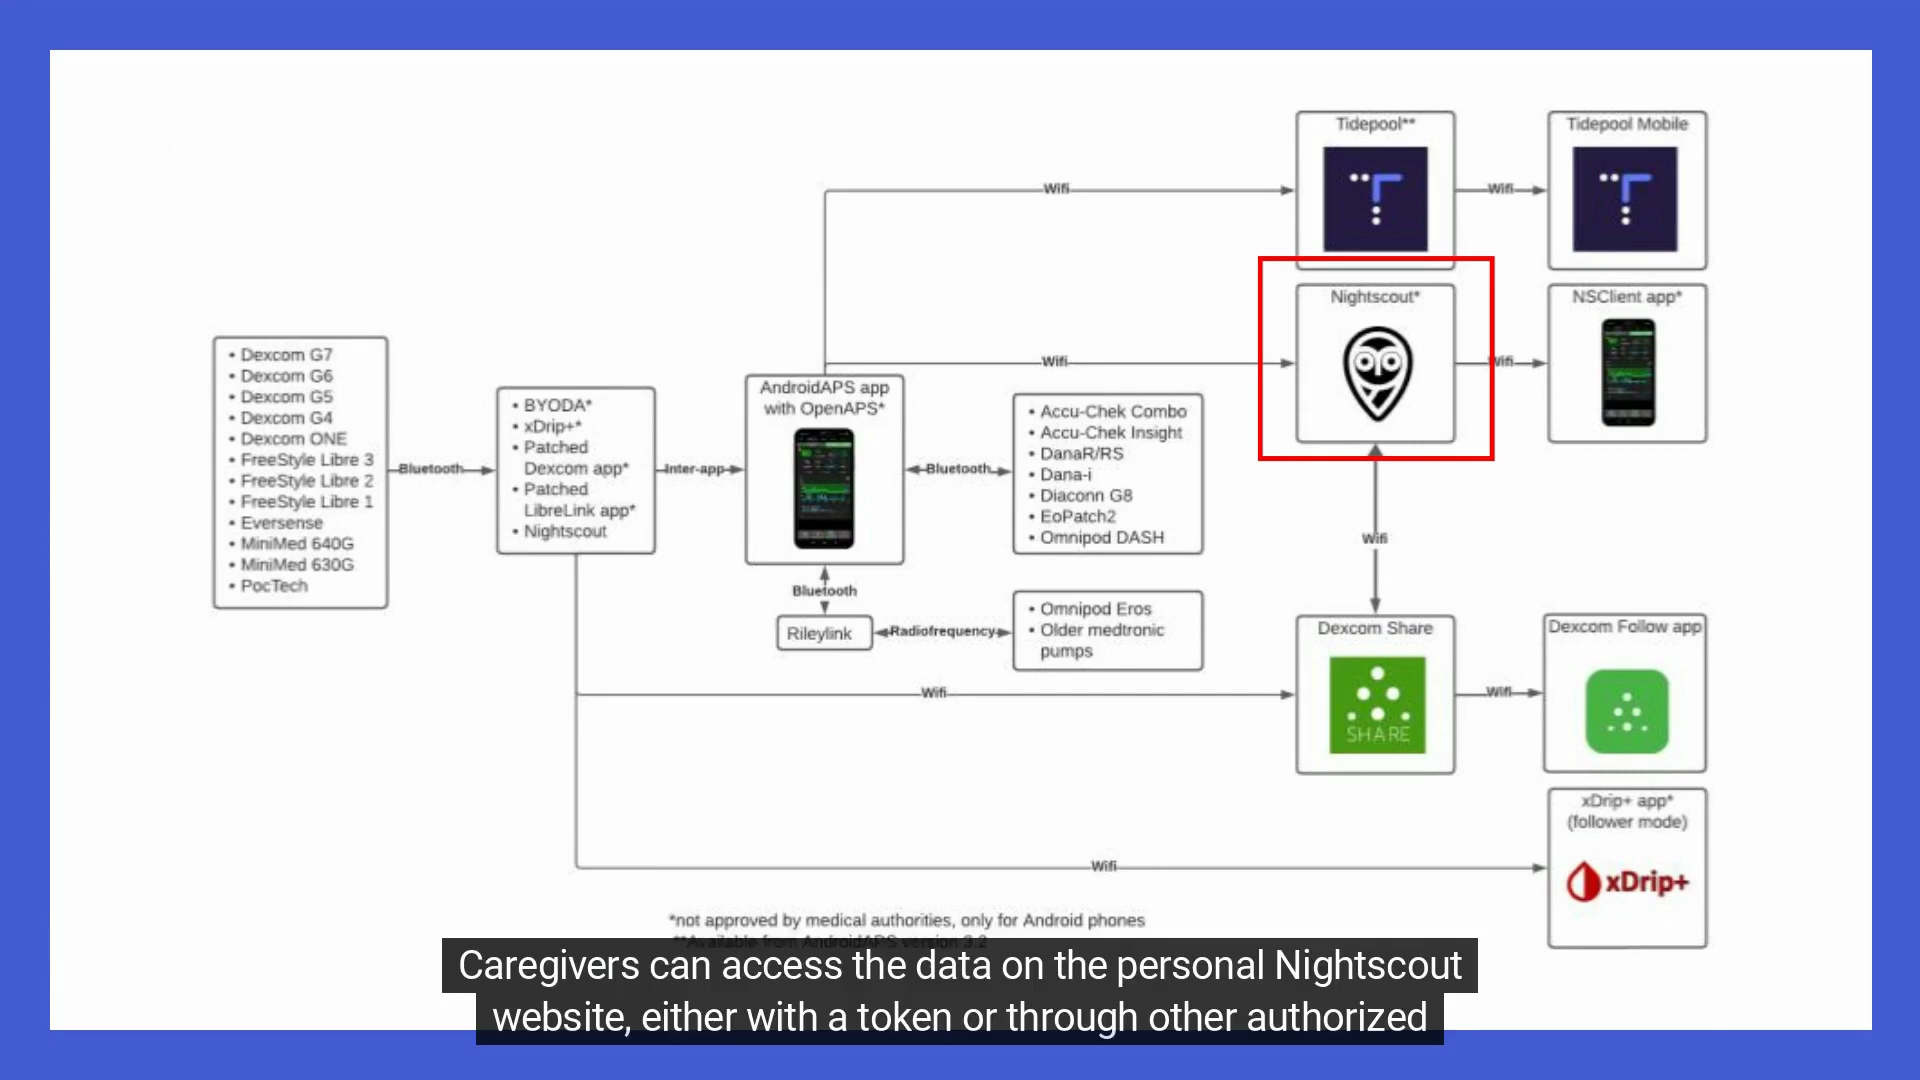 Tidepool**
Tidepool Mobile
Wifi
Wifi
Nightscout*
NSClient app*
Wifi
Wifi
• Dexcom G7
• Dexcom G6
• Dexcom G5
• Dexcom G4
• Dexcom ONE
• FreeStyle Libre 3
• FreeStyle Libre 2
• FreeStyle Libre 1
• Eversense
• MiniMed 640G
• MiniMed 630G
• PocTech
Bluetooth
• BYODA*
• xDrip+*
• Patched
Dexcom app*
• Patched
LibreLink app*
• Nightscout
Inter-app
AndroidAPS app
with OpenAPS*
Bluetooth
• Accu-Chek Combo
• Accu-Chek Insight
• DanaR/RS
• Dana-i
• Diaconn G8
• EoPatch2
• Omnipod DASH
Wifi
Bluetooth
Rileylink
Radiofrequency
• Omnipod Eros
• Older medtronic
pumps
Dexcom Share
SHARE
Dexcom Follow app
Wifi
Wifi
xDrip+ app*
(follower mode)
xDrip+
Wifi
*not approved by medical authorities, only for Android phones
**Available from AndroidAPS version 3.2
Caregivers can access the data on the personal Nightscout
website, either with a token or through other authorized